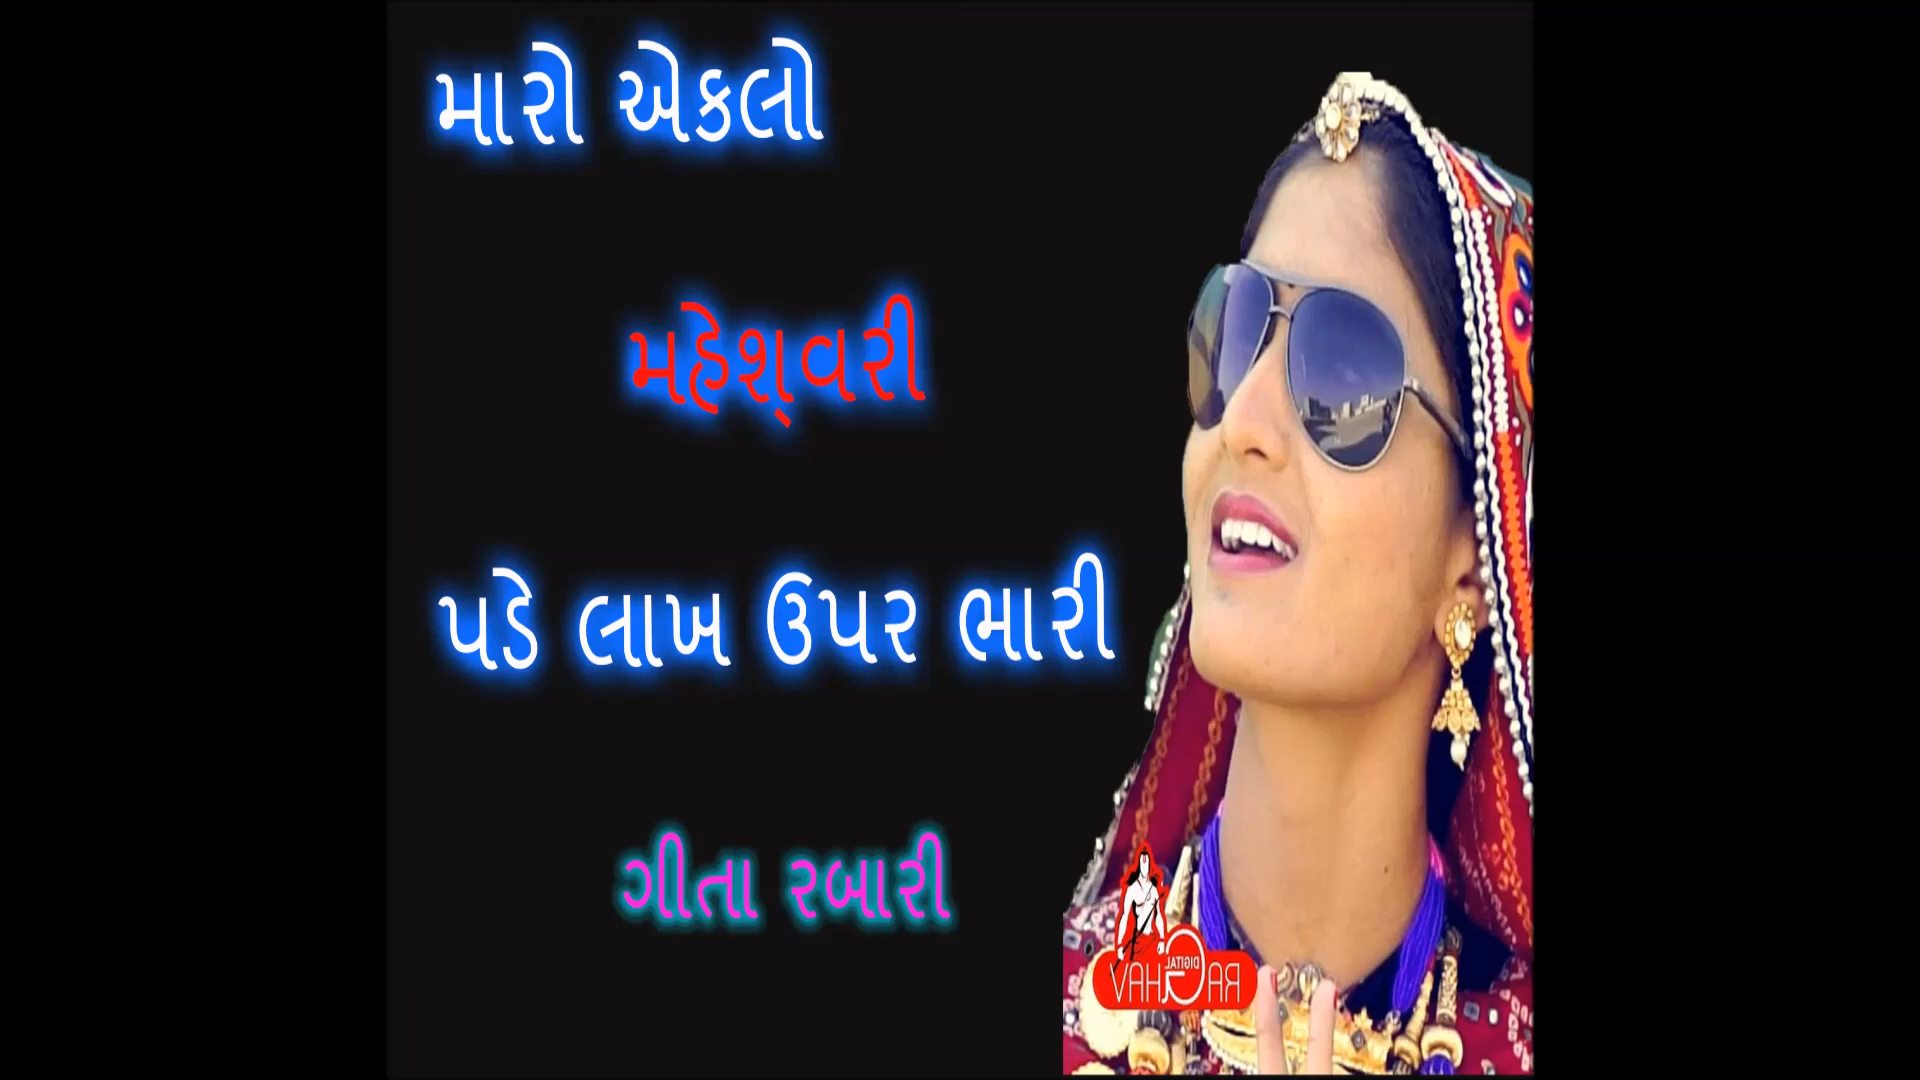 મારો એકલો
મહેશ્વરી
પડે લાખ ઉપર ભારી
ગીતા રબારી
RAGHAV
DIGITAL